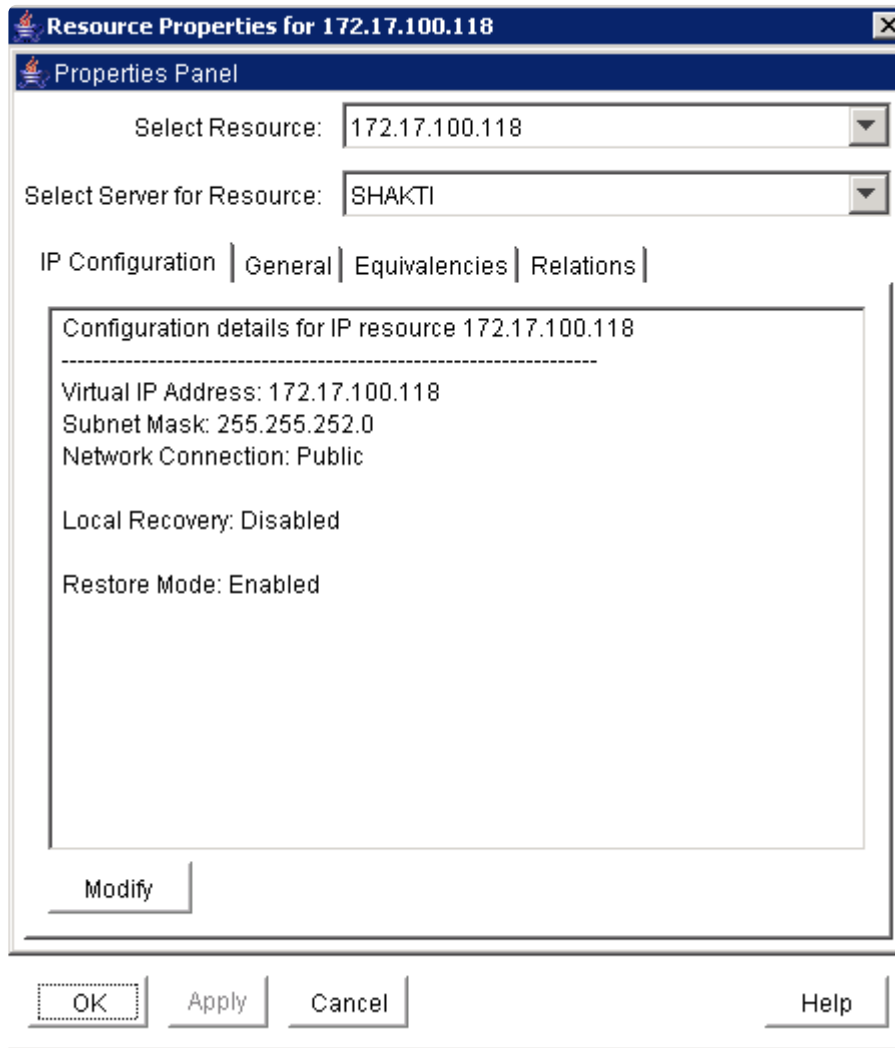 Resource Properties for 172.17.100.118
Properties Panel
Select Resource: 172.17.100.118
Select Server for Resource: SHAKTI
IP Configuration General Equivalencies Relations
Configuration details for IP resource 172.17.100.118
-------------------------------------------------------------------
Virtual IP Address: 172.17.100.118
Subnet Mask: 255.255.252.0
Network Connection: Public
Local Recovery: Disabled
Restore Mode: Enabled
Modify
OK Apply Cancel Help